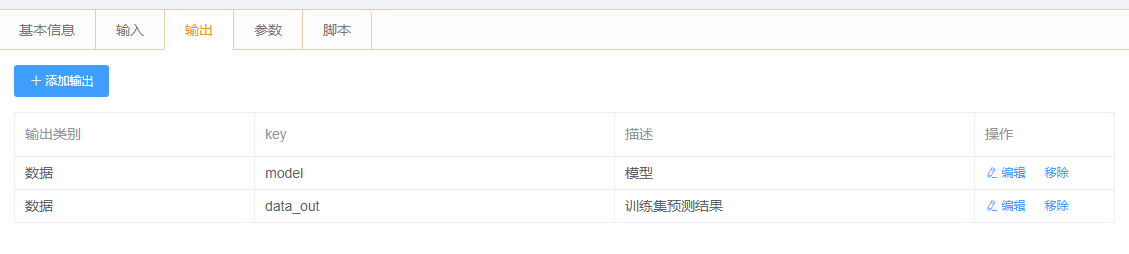 基本信息 输入 输出 参数 脚本
添加输出
输出类别 key 描述 操作
数据 model 模型 编辑 移除
数据 data_out 训练集预测结果 编辑 移除